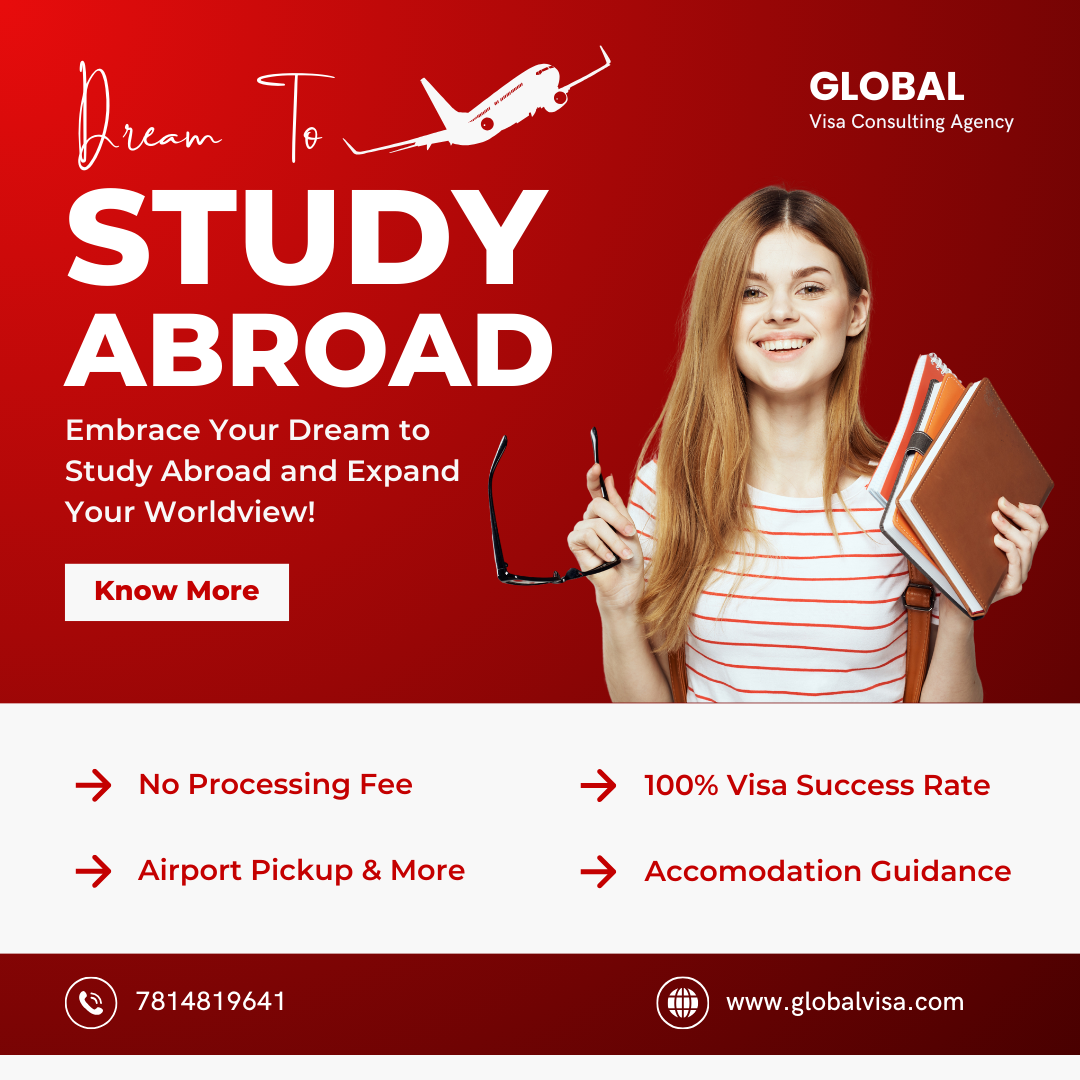 Dream To
GLOBAL
Visa Consulting Agency
STUDY
ABROAD
Embrace Your Dream to
Study Abroad and Expand
Your Worldview!
Know More
No Processing Fee
100% Visa Success Rate
Airport Pickup & More
Accomodation Guidance
7814819641
www.globalvisa.com